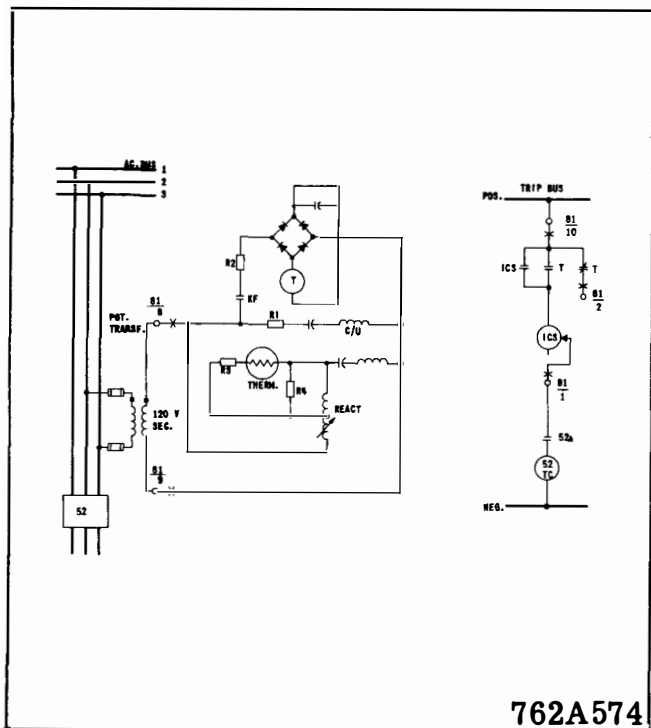 AC. BUS
1
2
3
POS.
TRIP BUS
81
10
ICS
T
T
81
2
R2
T
KF
POT.
TRANSF.
81
8
R1
C/U
ICS
R3
THERM.
R4
REACT
81
1
120 V
SEC.
81
9
52a
52
TC
52
NEG.
762A574